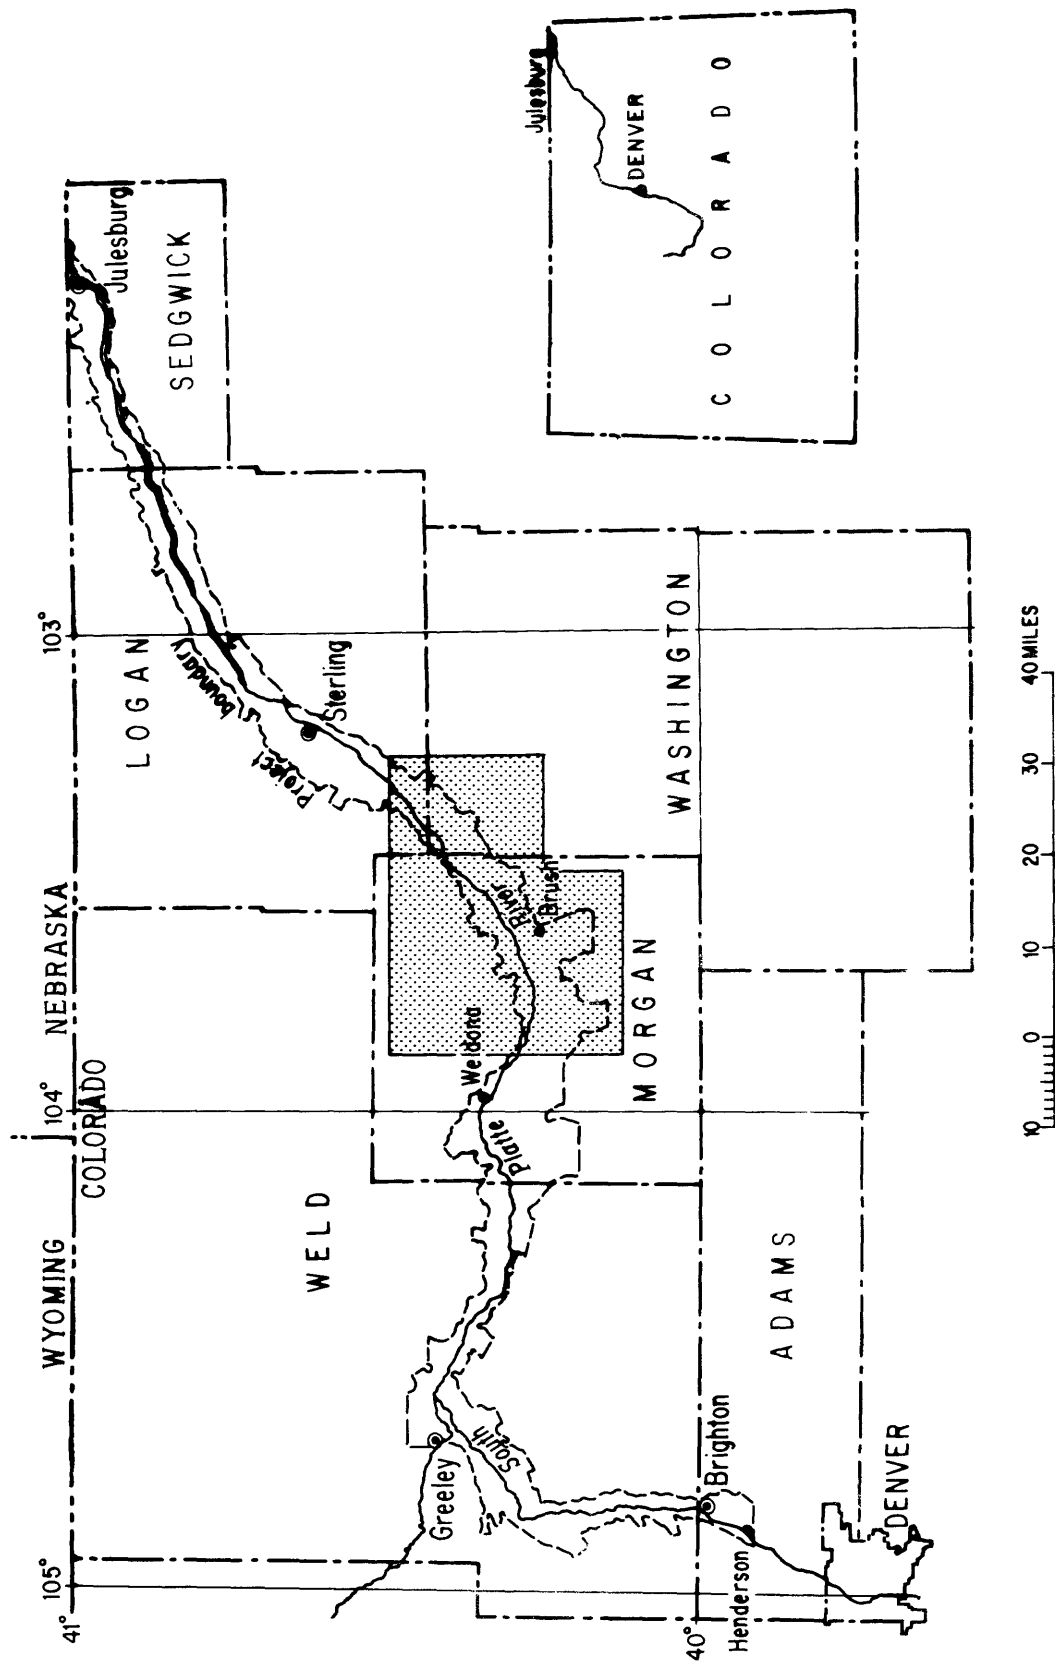 41°
105°
104°
103°
WYOMING
NEBRASKA
COLORADO
LOGAN
SEDGWICK
Julesburg
Project boundary
Sterling
WELD
Greeley
South
Platte
River
Weldona
Brush
MORGAN
WASHINGTON
40°
Brighton
Henderson
ADAMS
DENVER
10 0 10 20 30 40 MILES
Julesburg
DENVER
COLORADO